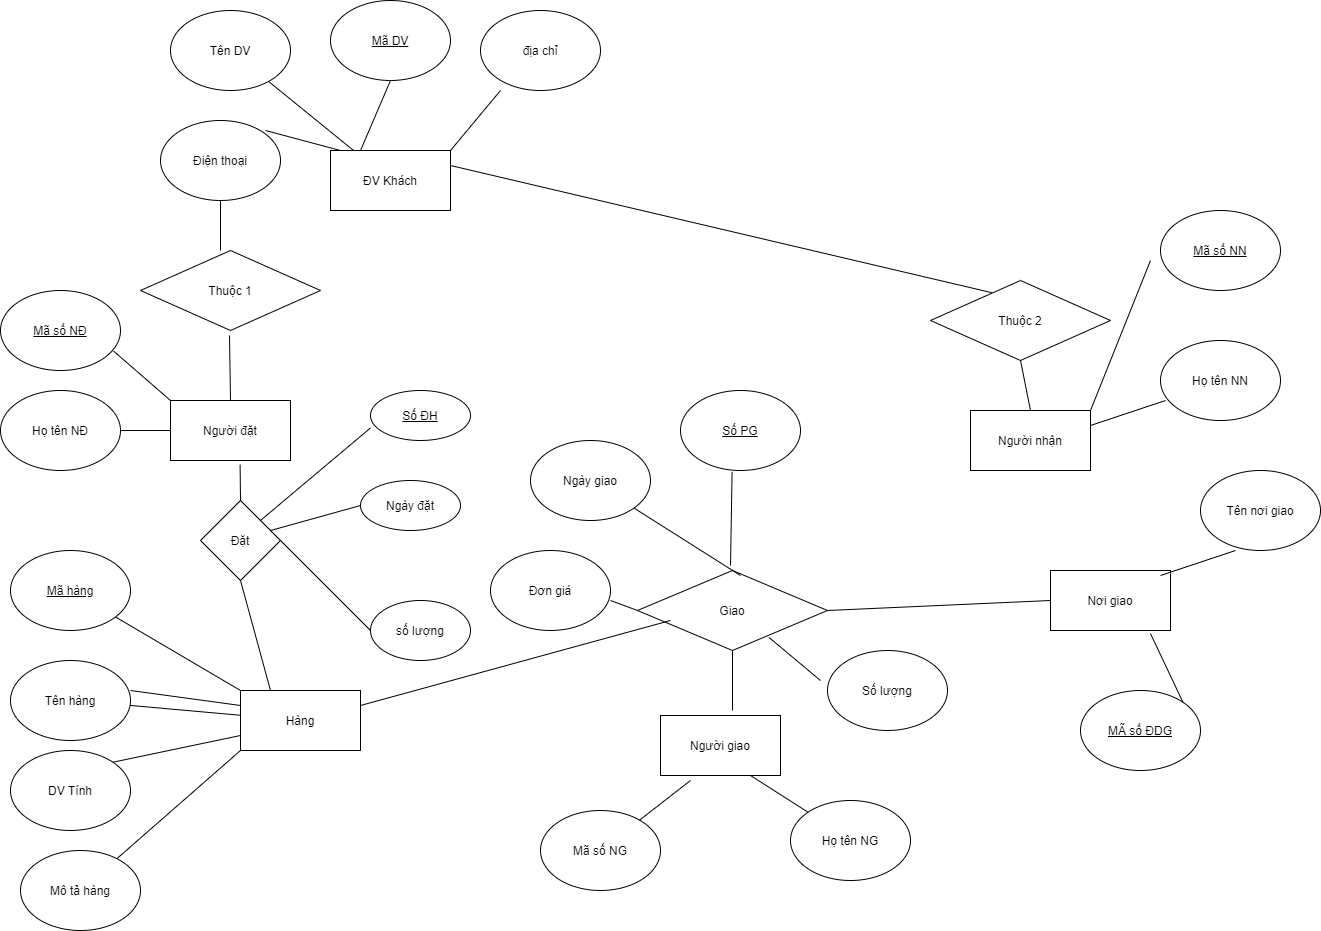 Mã DV
Tên DV
địa chỉ
Điện thoại
ĐV Khách
Mã số NN
Thuộc 1
Thuộc 2
Mã số NĐ
Họ tên NN
Số ĐH
Họ tên NĐ
Người đặt
Số PG
Người nhận
Ngày giao
Ngày đặt
Tên nơi giao
Đặt
Mã hàng
Đơn giá
Giao
Nơi giao
số lượng
Số lượng
Tên hàng
Hàng
MÃ số ĐDG
Người giao
DV Tính
Họ tên NG
Mã số NG
Mô tả hàng